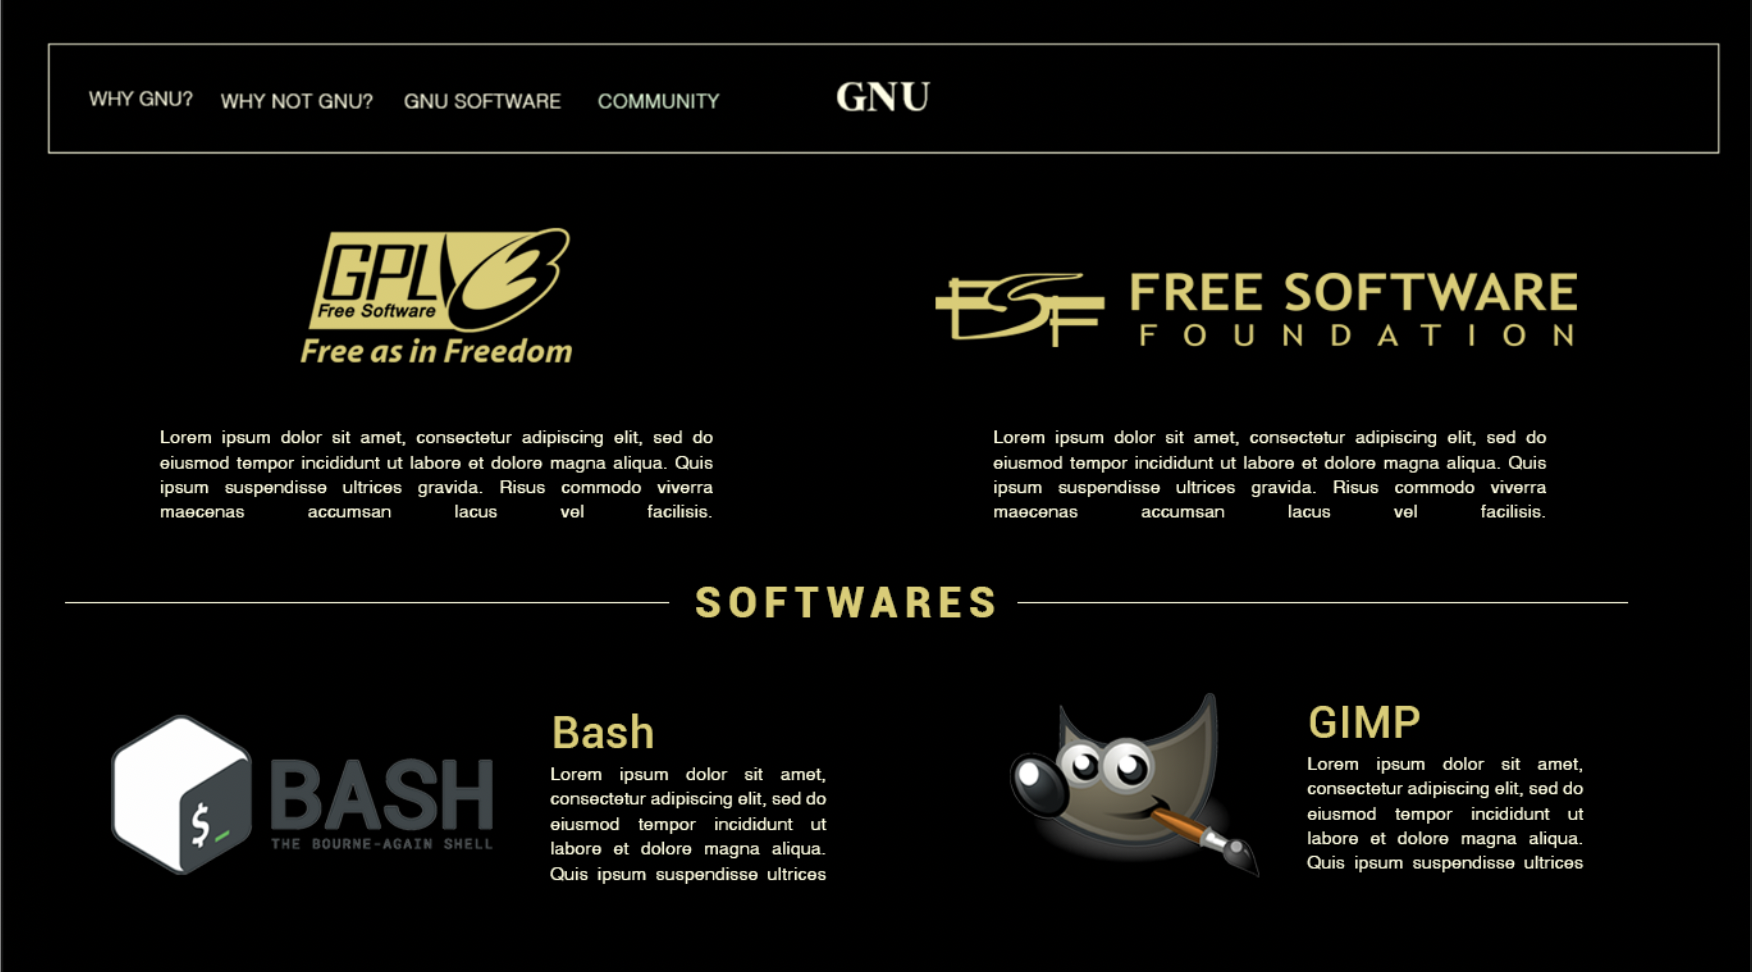 WHY GNU?
WHY NOT GNU?
GNU SOFTWARE
COMMUNITY
GNU
GPLv3
Free Software
Free as in Freedom
FSF
FREE SOFTWARE
FOUNDATION
Lorem ipsum dolor sit amet, consectetur adipiscing elit, sed do
eiusmod tempor incididunt ut labore et dolore magna aliqua. Quis
ipsum suspendisse ultrices gravida. Risus commodo viverra
maecenas accumsan lacus vel facilisis.
Lorem ipsum dolor sit amet, consectetur adipiscing elit, sed do
eiusmod tempor incididunt ut labore et dolore magna aliqua. Quis
ipsum suspendisse ultrices gravida. Risus commodo viverra
maecenas accumsan lacus vel facilisis.
SOFTWARES
$_
BASH
THE BOURNE-AGAIN SHELL
Bash
Lorem ipsum dolor sit amet,
consectetur adipiscing elit, sed do
eiusmod tempor incididunt ut
labore et dolore magna aliqua.
Quis ipsum suspendisse ultrices
GIMP
Lorem ipsum dolor sit amet,
consectetur adipiscing elit, sed do
eiusmod tempor incididunt ut
labore et dolore magna aliqua.
Quis ipsum suspendisse ultrices